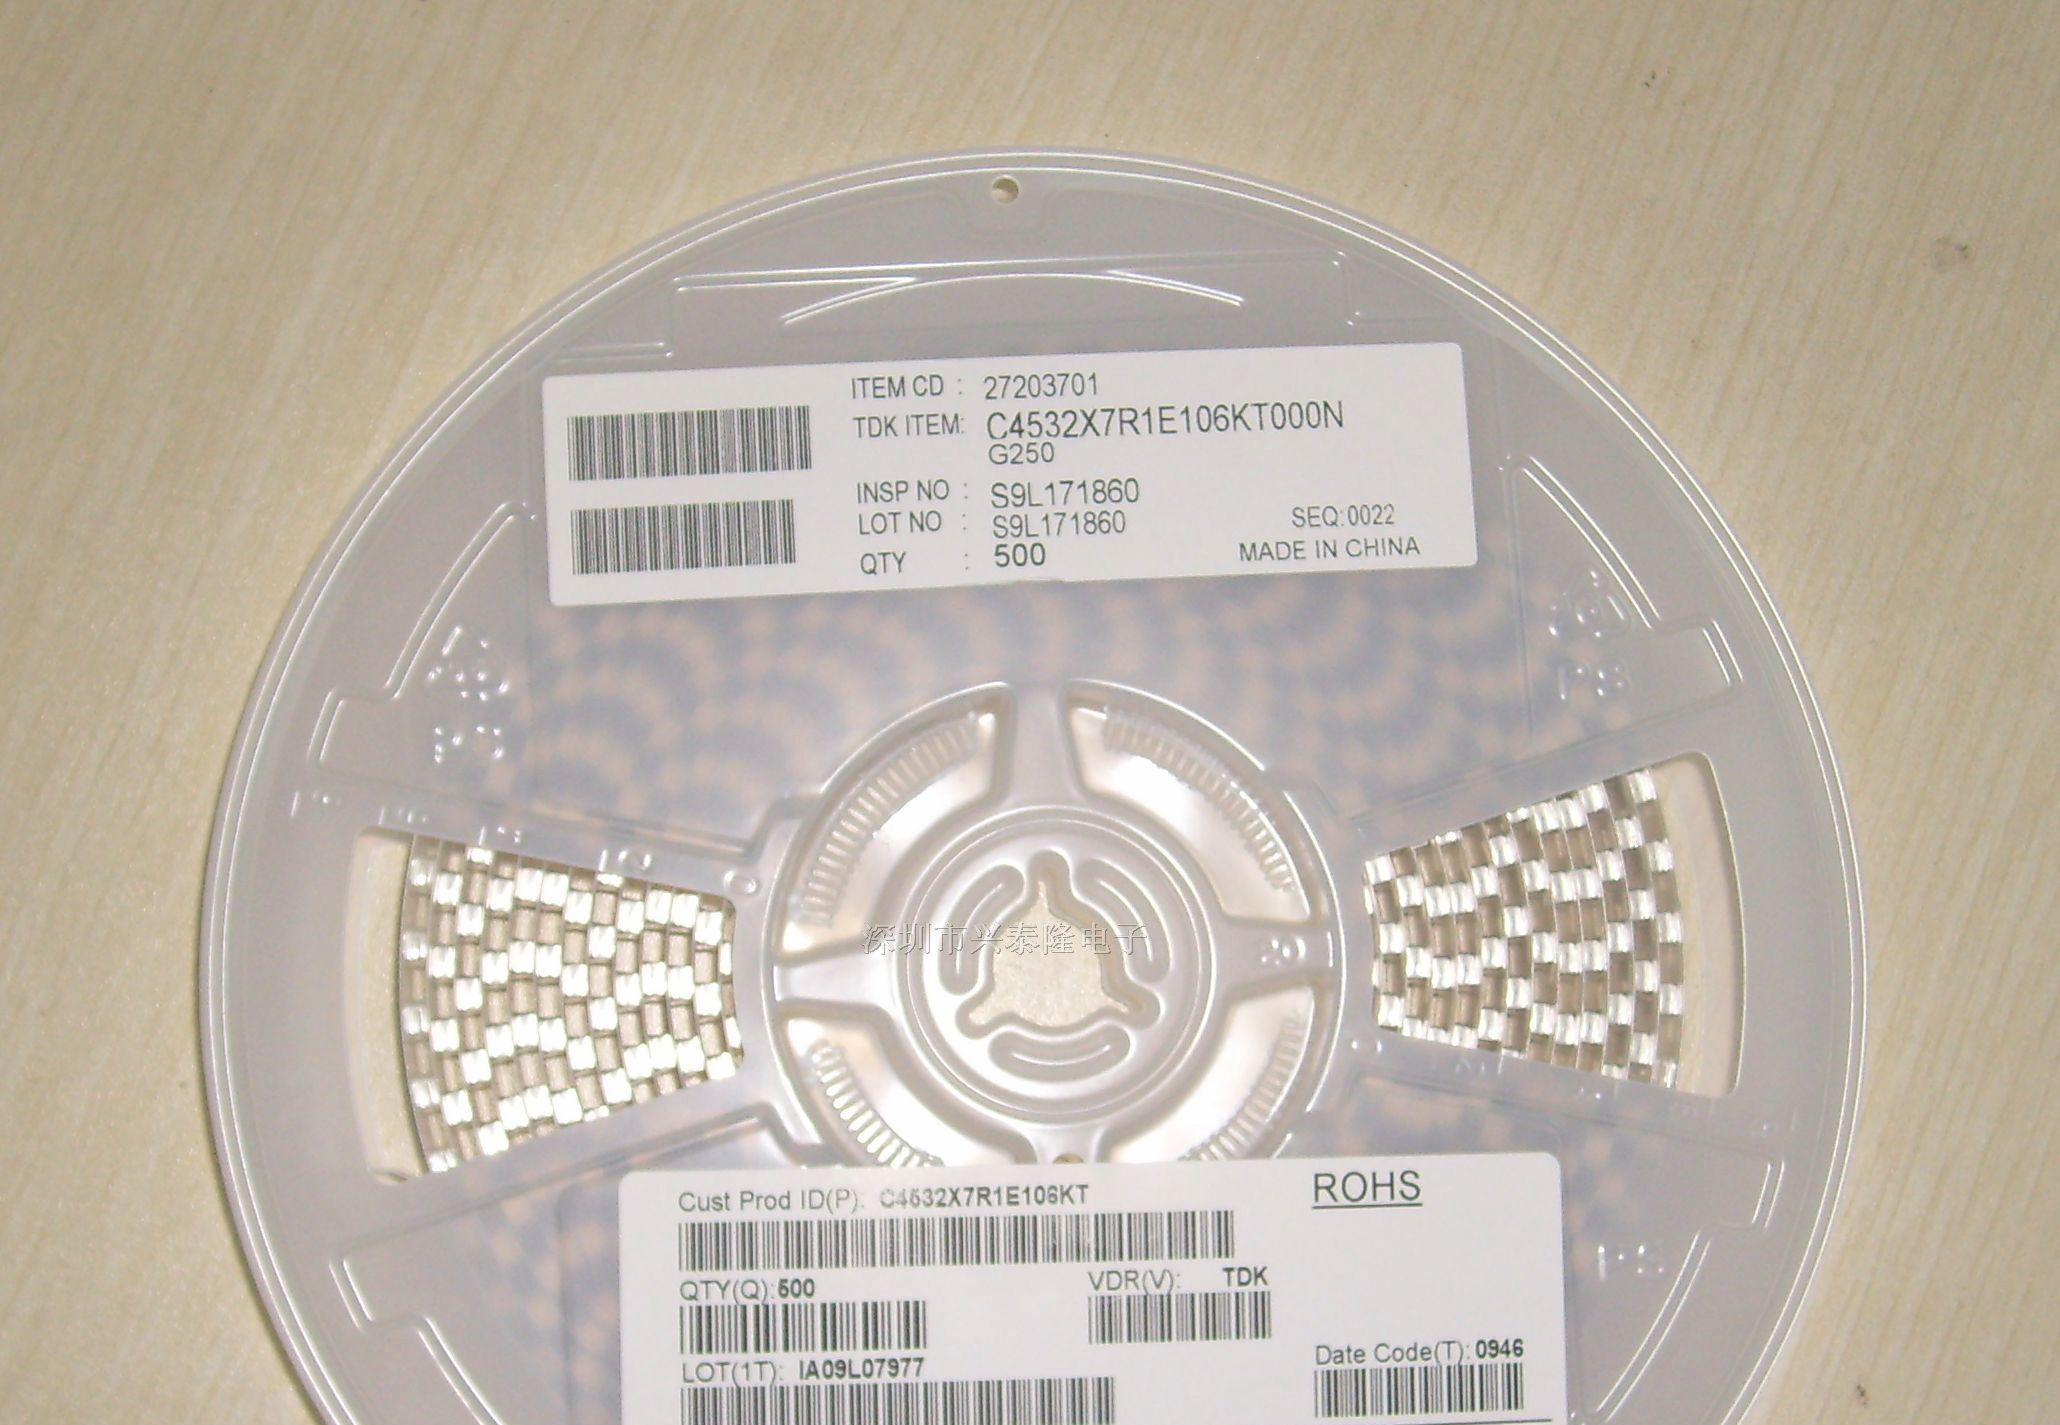 ITEM CD : 27203701
TDK ITEM: C4532X7R1E106KT000N
G250
INSP NO : S9L171860
LOT NO : S9L171860
SEQ:0022
QTY : 500
MADE IN CHINA
深圳市兴泰隆电子
Cust Prod ID(P): C4532X7R1E106KT
ROHS
QTY(Q):500
VDR(V): TDK
LOT(1T): IA09L07977
Date Code(T): 0946